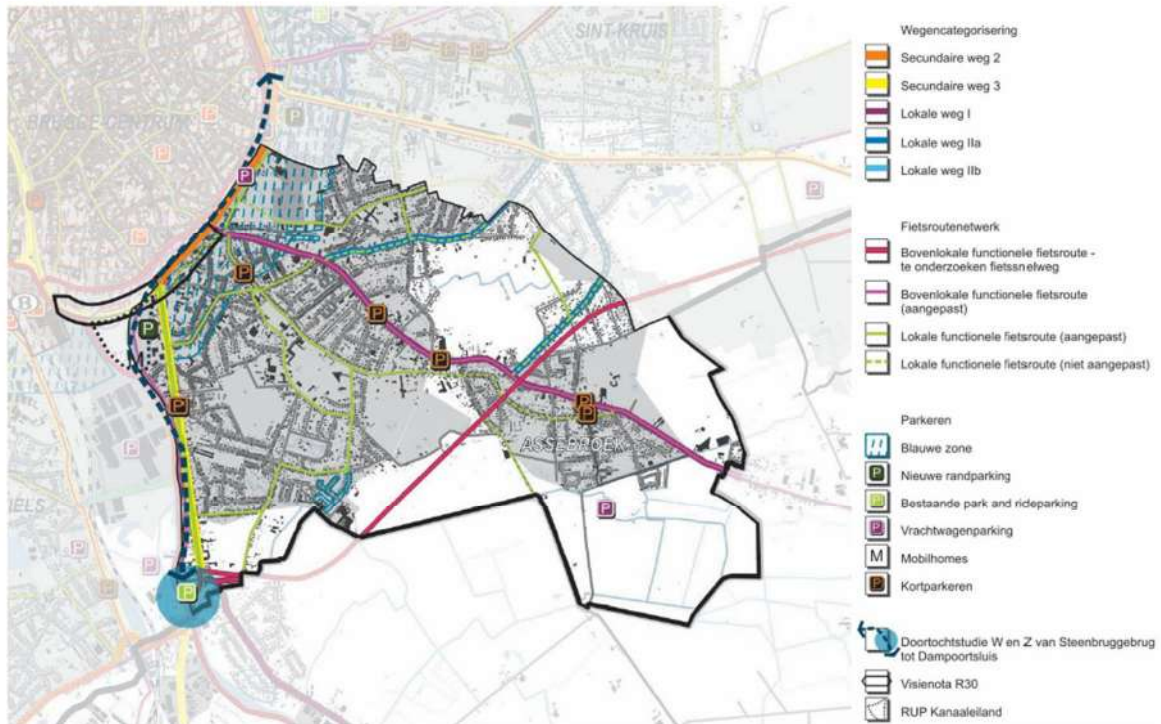 SINT-KRUIS
BRUGGE CENTRUM
P
P
P
B
P
P
P
P
P
P
P
ASSEBROEK
P
P
Wegencategorisering
Secundaire weg 2
Secundaire weg 3
Lokale weg I
Lokale weg IIa
Lokale weg IIb
Fietsroutenetwerk
Bovenlokale functionele fietsroute -
te onderzoeken fietssnelweg
Bovenlokale functionele fietsroute
(aangepast)
Lokale functionele fietsroute (aangepast)
Lokale functionele fietsroute (niet aangepast)
Parkeren
Blauwe zone
P Nieuwe randparking
P Bestaande park and rideparking
P Vrachtwagenparking
M Mobilhomes
P Kortparkeren
Doortochtstudie W en Z van Steenbruggebrug
tot Dampoortsluis
Visienota R30
RUP Kanaaleiland